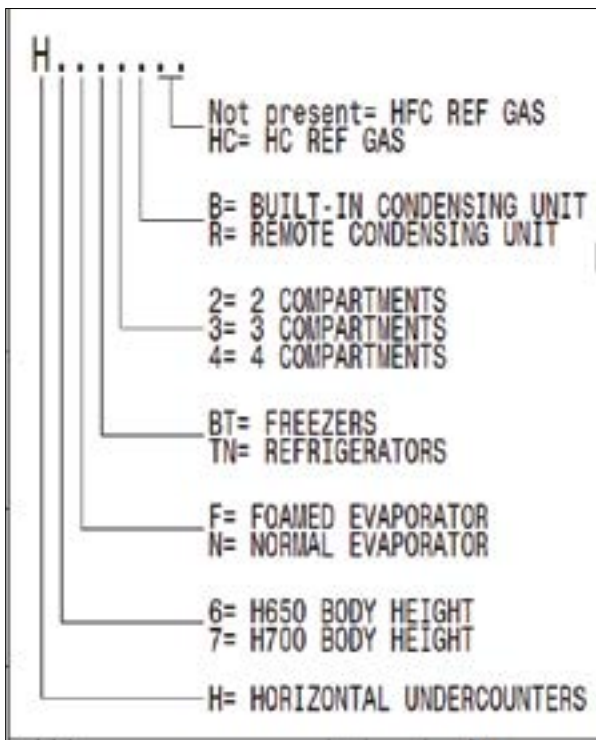 H.......
Not present= HFC REF GAS
HC= HC REF GAS
B= BUILT-IN CONDENSING UNIT
R= REMOTE CONDENSING UNIT
2= 2 COMPARTMENTS
3= 3 COMPARTMENTS
4= 4 COMPARTMENTS
BT= FREEZERS
TN= REFRIGERATORS
F= FOAMED EVAPORATOR
N= NORMAL EVAPORATOR
6= H650 BODY HEIGHT
7= H700 BODY HEIGHT
H= HORIZONTAL UNDERCOUNTERS